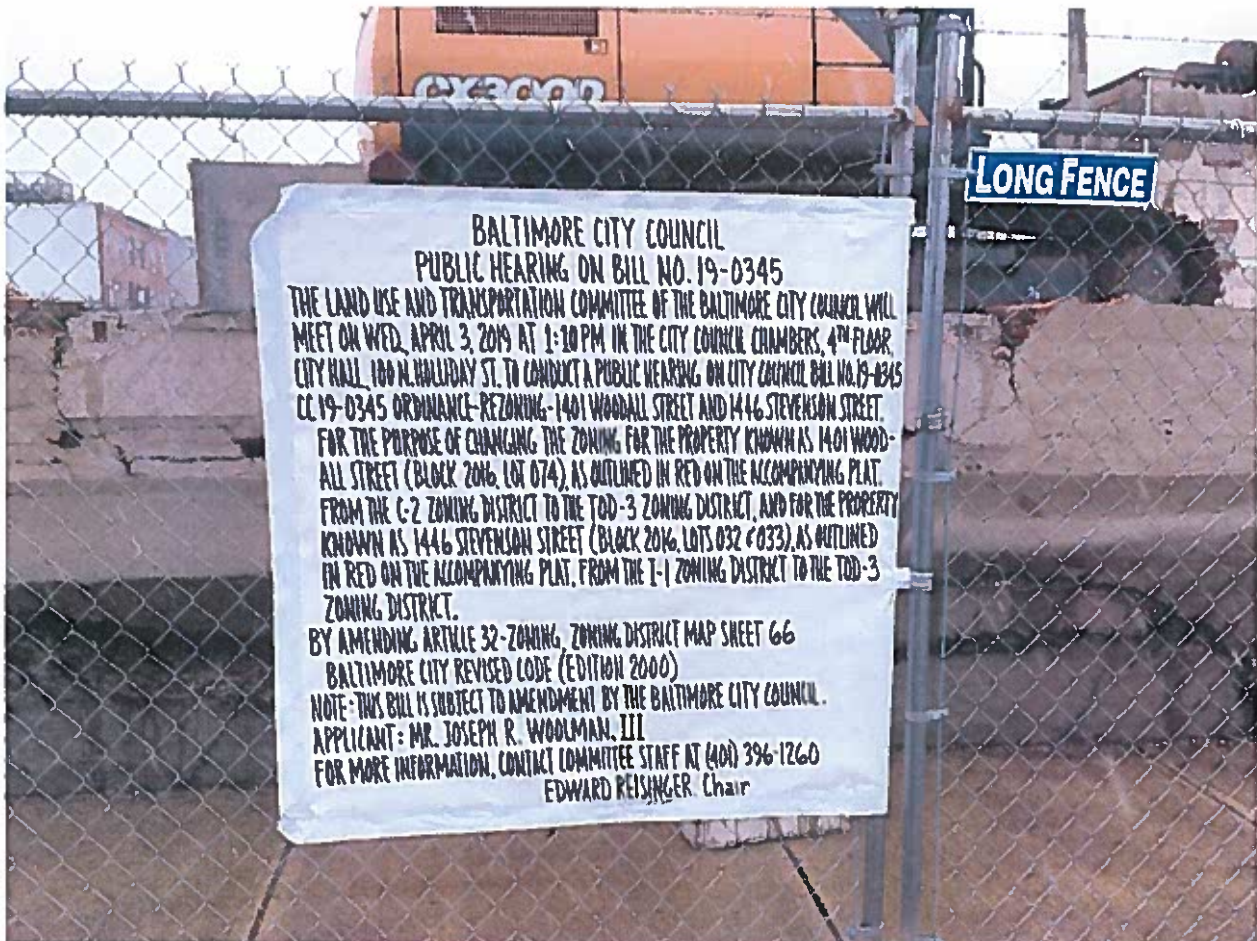 CX300D
LONG FENCE
BALTIMORE CITY COUNCIL
PUBLIC HEARING ON BILL NO. 19-0345
THE LAND USE AND TRANSPORTATION COMMITTEE OF THE BALTIMORE CITY COUNCIL WILL
MEET ON WED., APRIL 3, 2019 AT 1:10 PM IN THE CITY COUNCIL CHAMBERS, 4TH FLOOR,
CITY HALL, 100 N. HALLIDAY ST. TO CONDUCT A PUBLIC HEARING ON CITY COUNCIL BILL NO. 19-0345
CC 19-0345 ORDINANCE-REZONING-1401 WOODALL STREET AND 1446 STEVENSON STREET.
FOR THE PURPOSE OF CHANGING THE ZONING FOR THE PROPERTY KNOWN AS 1401 WOOD-
ALL STREET (BLOCK 2016, LOT 074), AS OUTLINED IN RED ON THE ACCOMPANYING PLAT,
FROM THE C-2 ZONING DISTRICT TO THE TOD-3 ZONING DISTRICT, AND FOR THE PROPERTY
KNOWN AS 1446 STEVENSON STREET (BLOCK 2016, LOTS 032 & 033), AS OUTLINED
IN RED ON THE ACCOMPANYING PLAT, FROM THE I-1 ZONING DISTRICT TO THE TOD-3
ZONING DISTRICT.
BY AMENDING ARTICLE 32-ZONING, ZONING DISTRICT MAP SHEET 66
BALTIMORE CITY REVISED CODE (EDITION 2000)
NOTE: THIS BILL IS SUBJECT TO AMENDMENT BY THE BALTIMORE CITY COUNCIL.
APPLICANT: MR. JOSEPH R. WOOLMAN, III
FOR MORE INFORMATION, CONTACT COMMITTEE STAFF AT (401) 396-1260
EDWARD REISINGER Chair